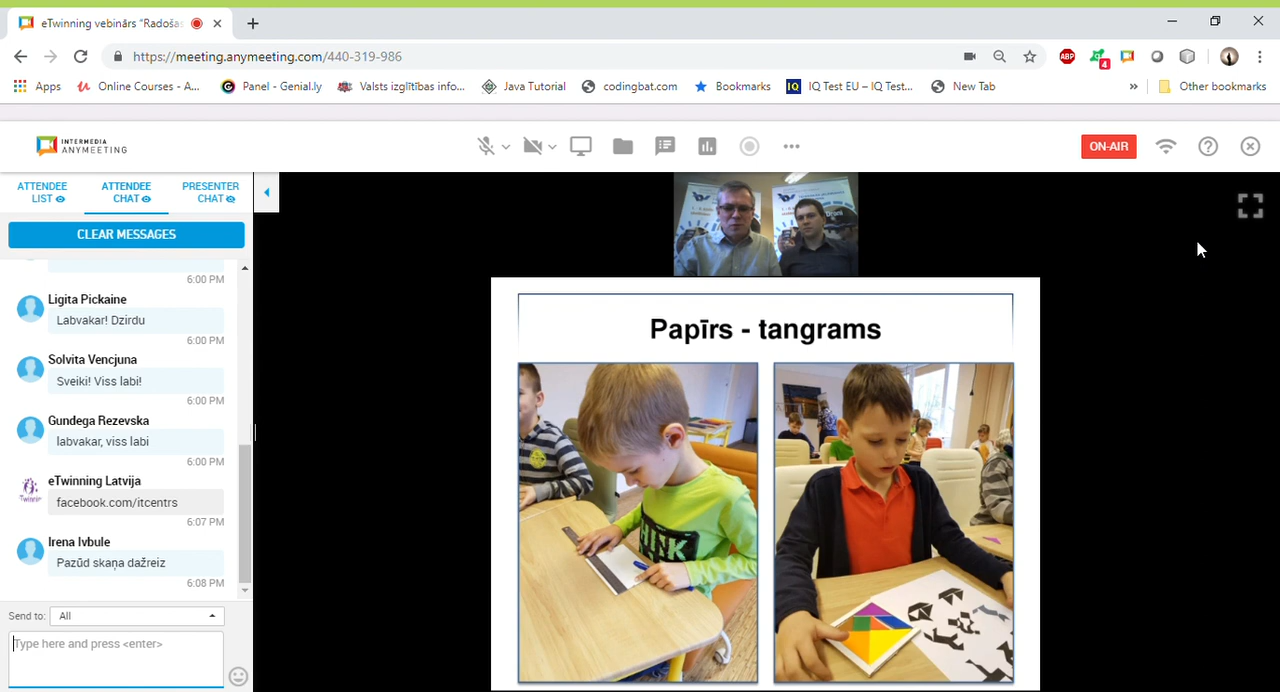 eTwinning vebinārs "Radošas
https://meeting.anymeeting.com/440-319-986
ABP
4
Apps
Online Courses - A...
Panel - Genial.ly
Valsts izglītības info...
Java Tutorial
codingbat.com
Bookmarks
IQ
IQ Test EU – IQ Test...
New Tab
»
Other bookmarks
INTERMEDIA
ANYMEETING
ON-AIR
ATTENDEE
LIST
ATTENDEE
CHAT
PRESENTER
CHAT
CLEAR MESSAGES
6:00 PM
Ligita Pickaine
Labvakar! Dzirdu
6:00 PM
Solvita Vencjuna
Sveiki! Viss labi!
6:00 PM
Gundega Rezevska
labvakar, viss labi
6:00 PM
eTwinning Latvija
facebook.com/itcentrs
6:07 PM
Irena Ivbule
Pazūd skaņa dažreiz
6:08 PM
Send to:
All
Type here and press <enter>
Papīrs - tangrams